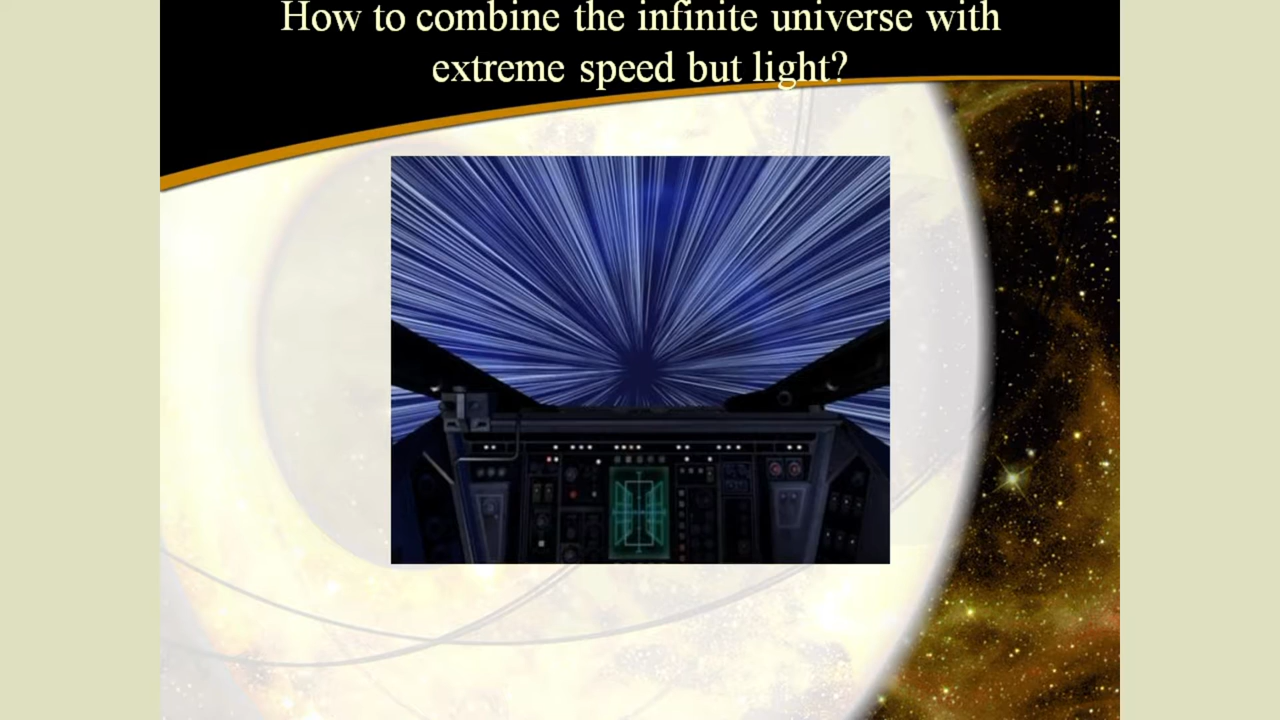 How to combine the infinite universe with
extreme speed but light?